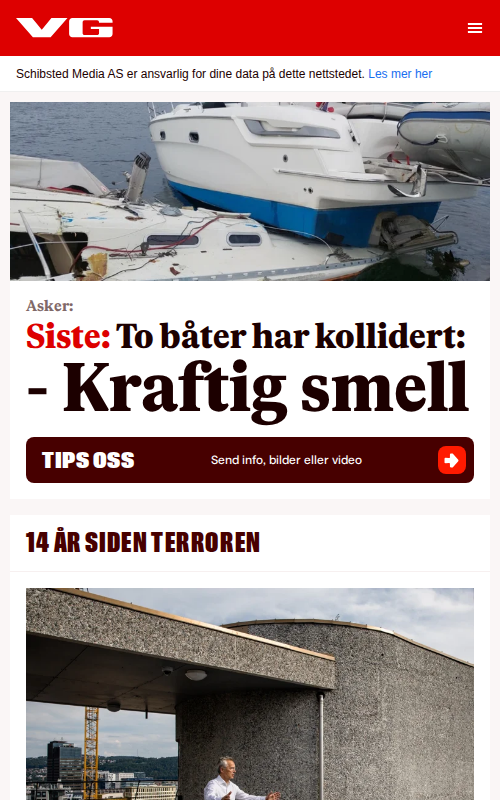 VG
Schibsted Media AS er ansvarlig for dine data på dette nettstedet. Les mer her
Asker:
Siste: To båter har kollidert:
- Kraftig smell
TIPS OSS
Send info, bilder eller video
14 ÅR SIDEN TERROREN